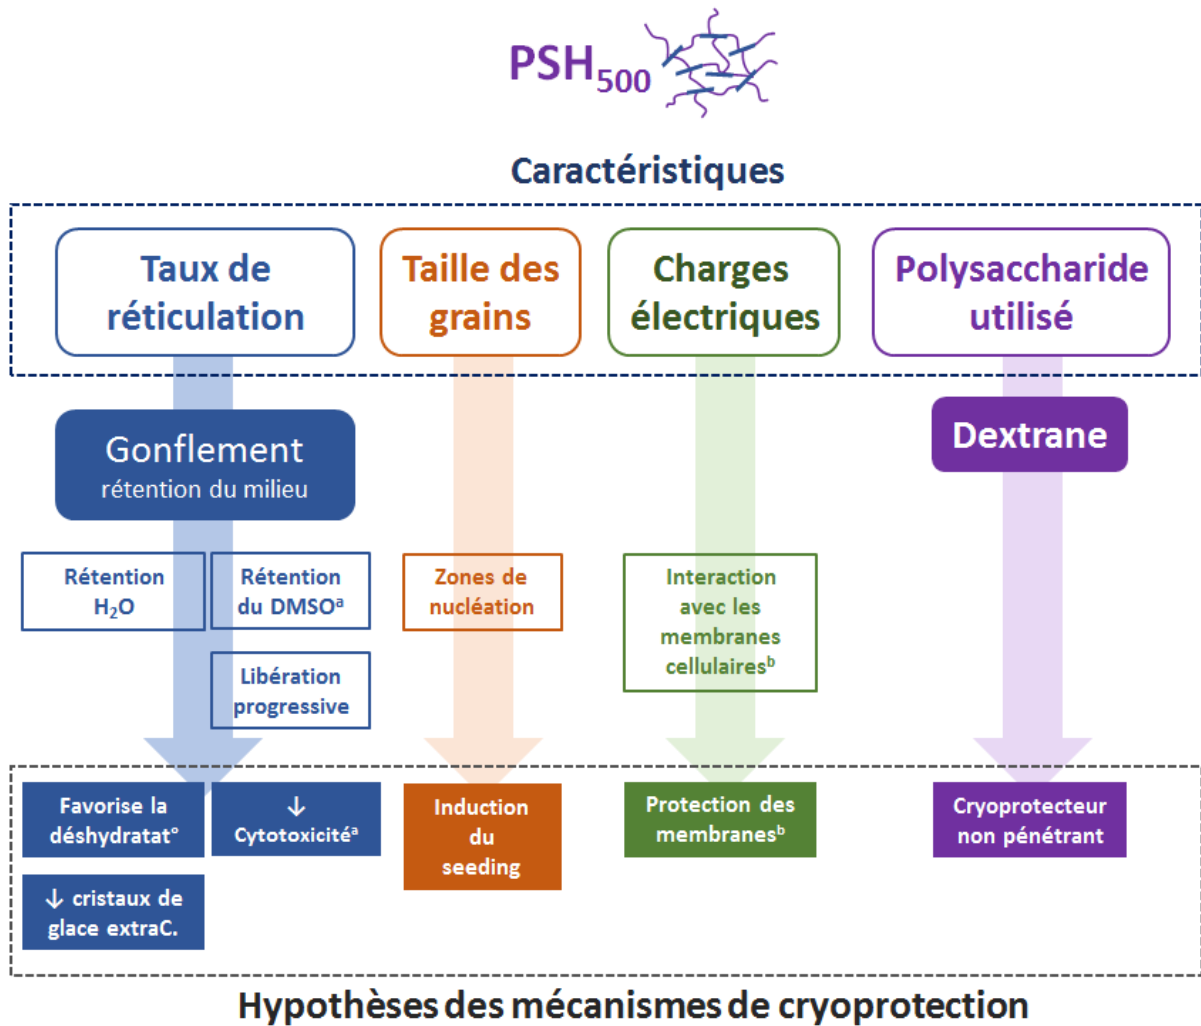 PSH500
Caractéristiques
Taux de
réticulation
Taille des
grains
Charges
électriques
Polysaccharide
utilisé
Gonflement
rétention du milieu
Dextrane
Rétention
H2O
Rétention
du DMSOa
Libération
progressive
Zones de
nucléation
Interaction
avec les
membranes
cellulairesb
Favorise la
déshydratat°
↓ cristaux de
glace extraC.
↓
Cytotoxicitéa
Induction
du
seeding
Protection des
membranesb
Cryoprotecteur
non pénétrant
Hypothèses des mécanismes de cryoprotection